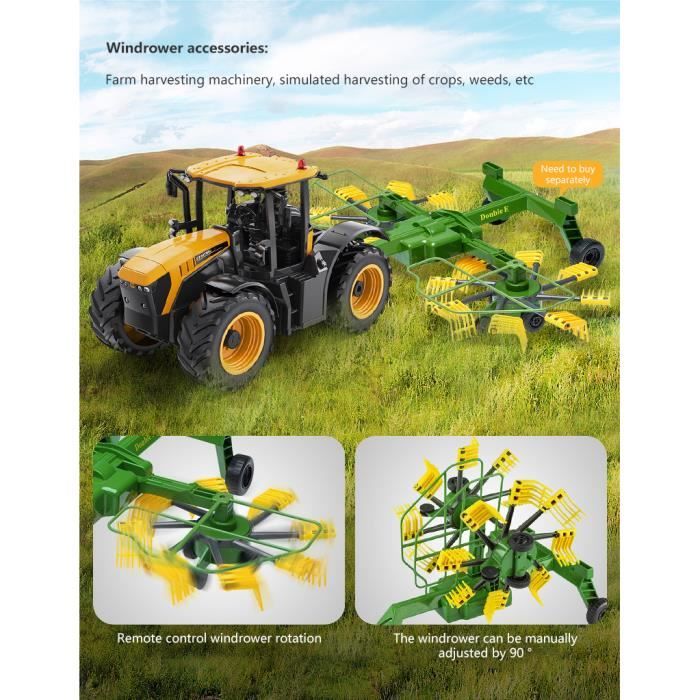 Windrower accessories:
Farm harvesting machinery, simulated harvesting of crops, weeds, etc
Need to buy
separately
Double E
Remote control windrower rotation
The windrower can be manually
adjusted by 90 °